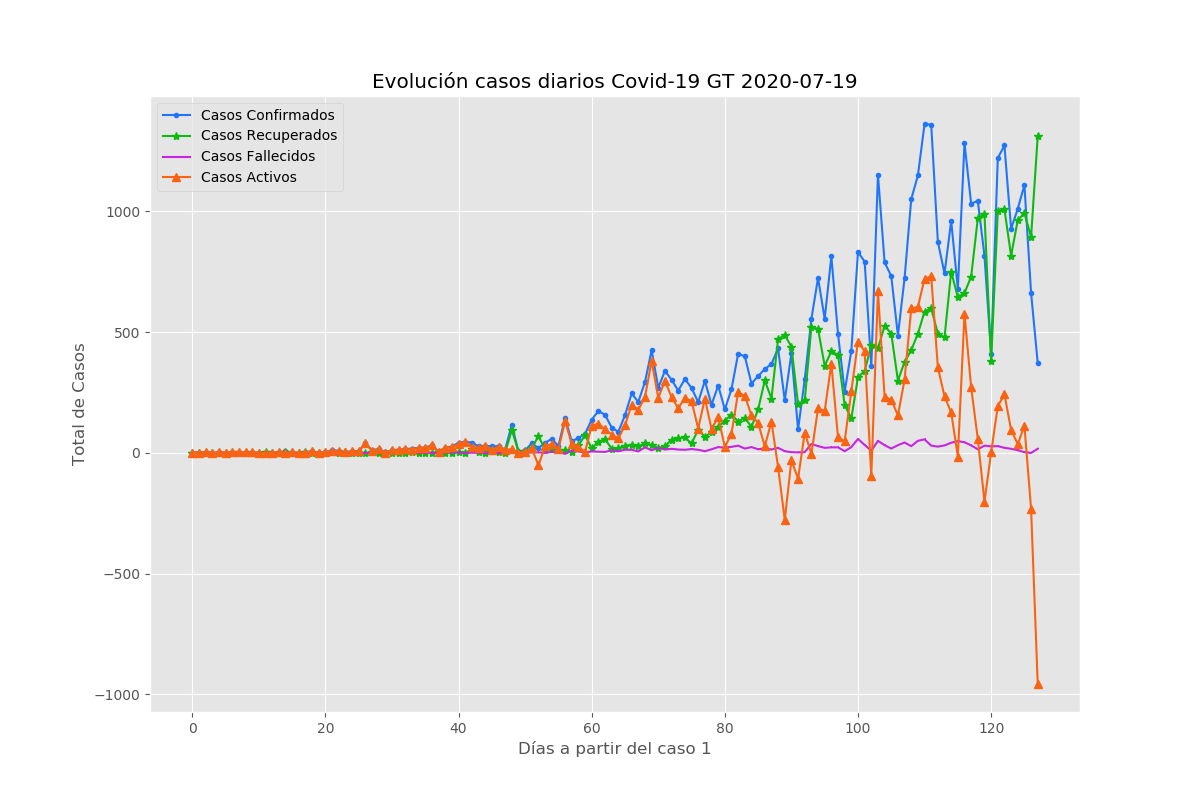 Evolución casos diarios Covid-19 GT 2020-07-19
Casos Confirmados
Casos Recuperados
Casos Fallecidos
Casos Activos
Total de Casos
1000
500
0
−500
−1000
0 20 40 60 80 100 120
Días a partir del caso 1